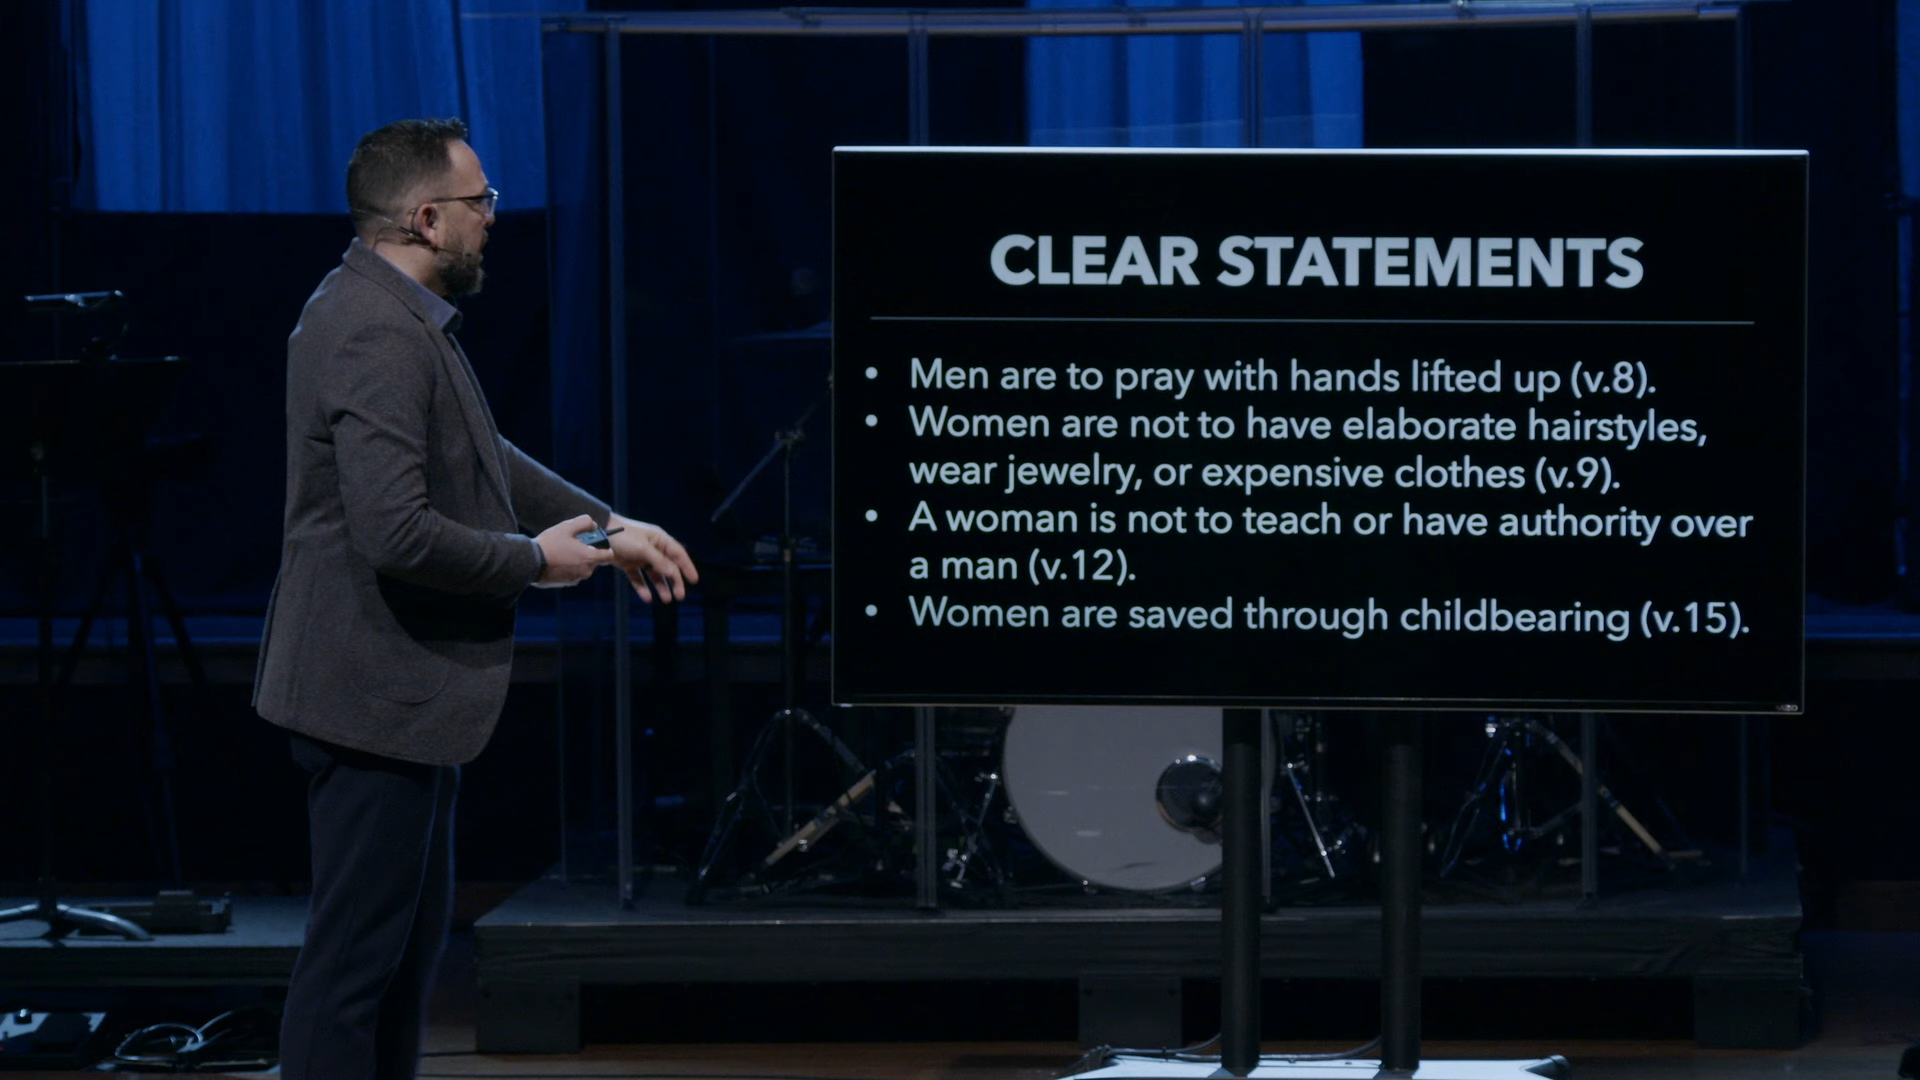 CLEAR STATEMENTS
• Men are to pray with hands lifted up (v.8).
• Women are not to have elaborate hairstyles,
wear jewelry, or expensive clothes (v.9).
• A woman is not to teach or have authority over
a man (v.12).
• Women are saved through childbearing (v.15).
VIZIO